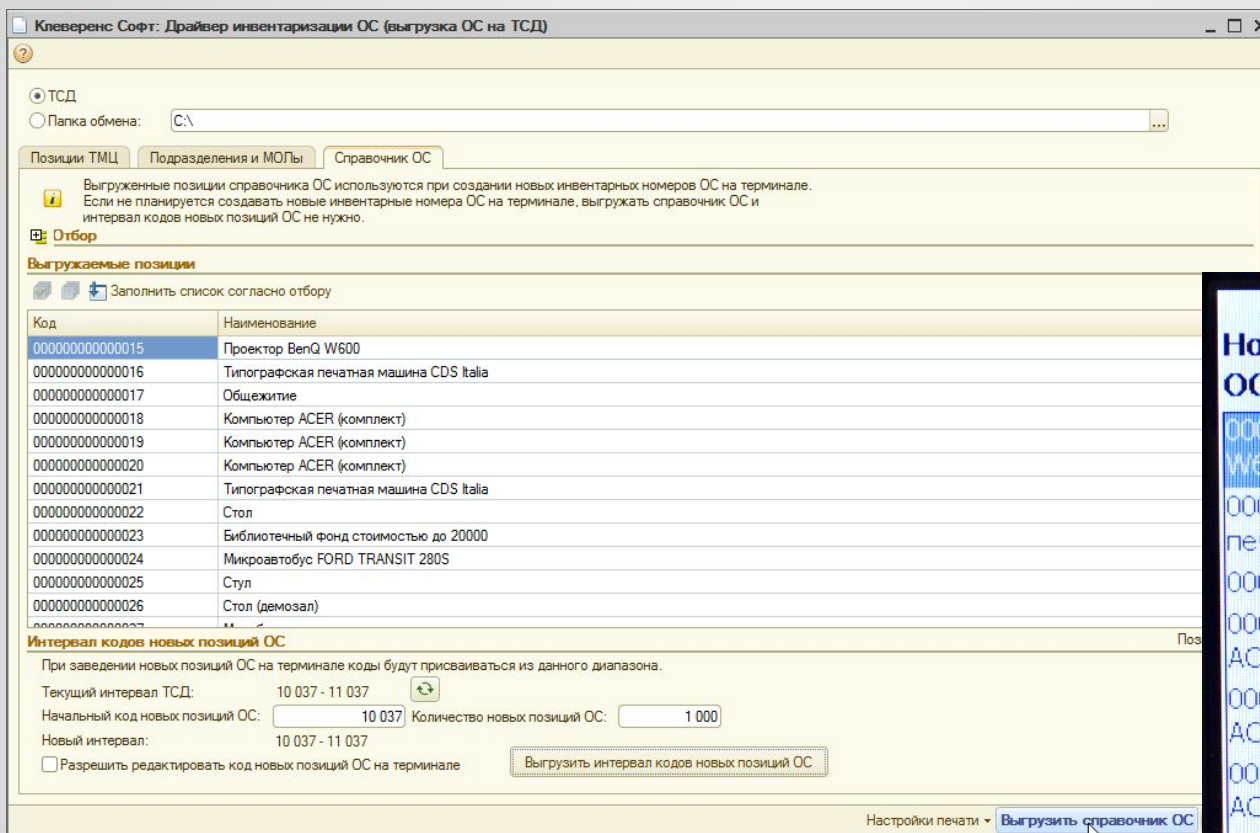 Клеверенс Софт: Драйвер инвентаризации ОС (выгрузка ОС на ТСД)
ТСД
Папка обмена: C:\ ...
Позиции ТМЦ Подразделения и МОЛы Справочник ОС
Выгруженные позиции справочника ОС используются при создании новых инвентарных номеров ОС на терминале.
Если не планируется создавать новые инвентарные номера ОС на терминале, выгружать справочник ОС и
интервал кодов новых позиций ОС не нужно.
Отбор
Выгружаемые позиции
Заполнить список согласно отбору
Код Наименование
000000000000015 Проектор BenQ W600
000000000000016 Типографская печатная машина CDS Italia
000000000000017 Общежитие
000000000000018 Компьютер ACER (комплект)
000000000000019 Компьютер ACER (комплект)
000000000000020 Компьютер ACER (комплект)
000000000000021 Типографская печатная машина CDS Italia
000000000000022 Стол
000000000000023 Библиотечный фонд стоимостью до 20000
000000000000024 Микроавтобус FORD TRANSIT 280S
000000000000025 Стул
000000000000026 Стол (демозал)
Интервал кодов новых позиций ОС
При заведении новых позиций ОС на терминале коды будут присваиваться из данного диапазона.
Текущий интервал ТСД: 10 037 - 11 037
Начальный код новых позиций ОС: 10 037 Количество новых позиций ОС: 1 000
Новый интервал: 10 037 - 11 037
Разрешить редактировать код новых позиций ОС на терминале Выгрузить интервал кодов новых позиций ОС
Настройки печати Выгрузить справочник ОС